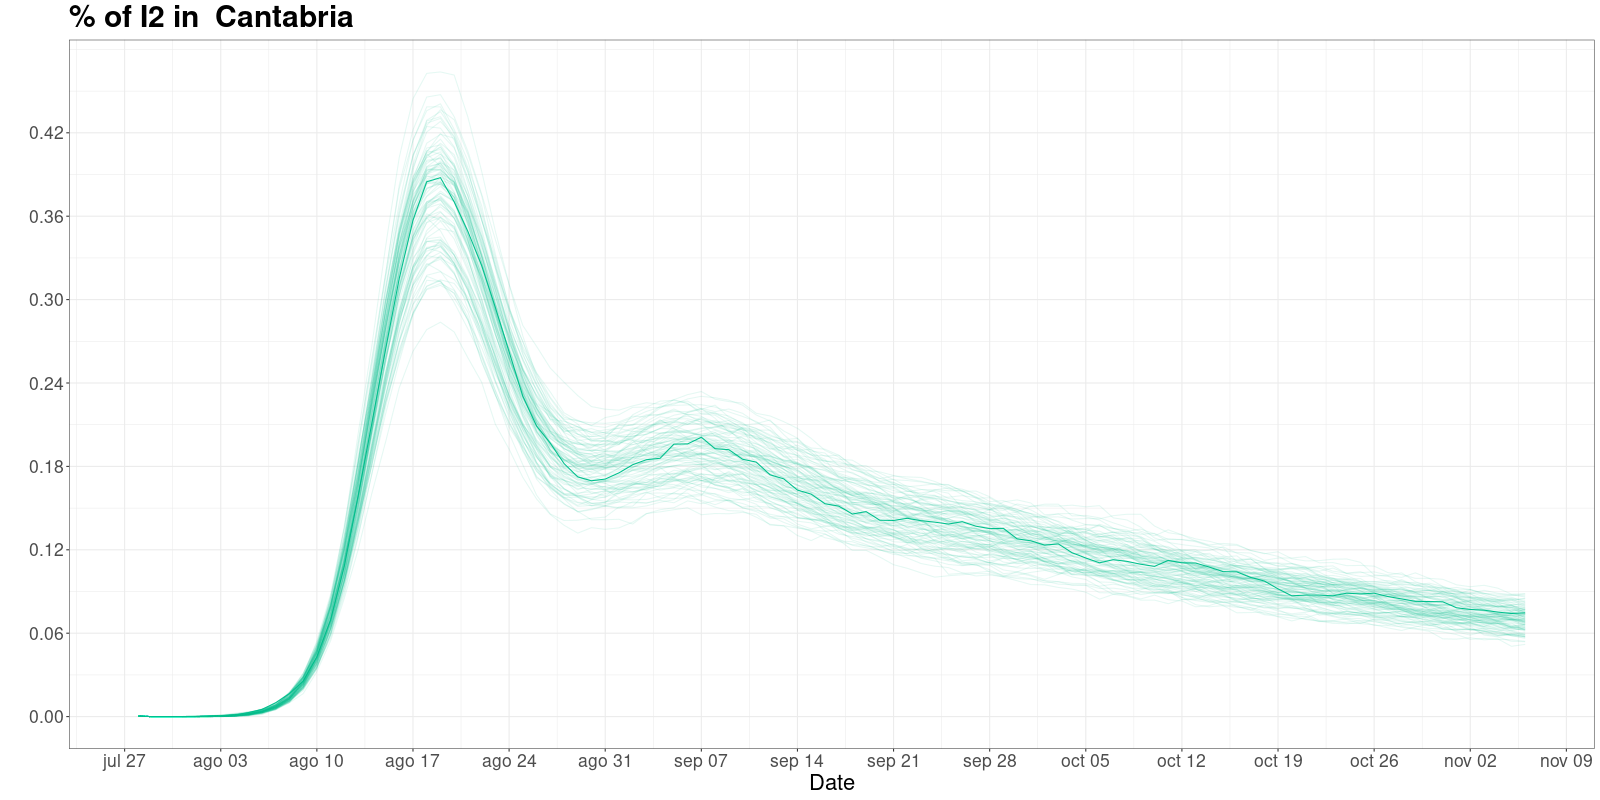 % of I2 in  Cantabria
0.42
0.36
0.30
0.24
0.18
0.12
0.06
0.00
jul 27 ago 03 ago 10 ago 17 ago 24 ago 31 sep 07 sep 14 sep 21 sep 28 oct 05 oct 12 oct 19 oct 26 nov 02 nov 09
Date